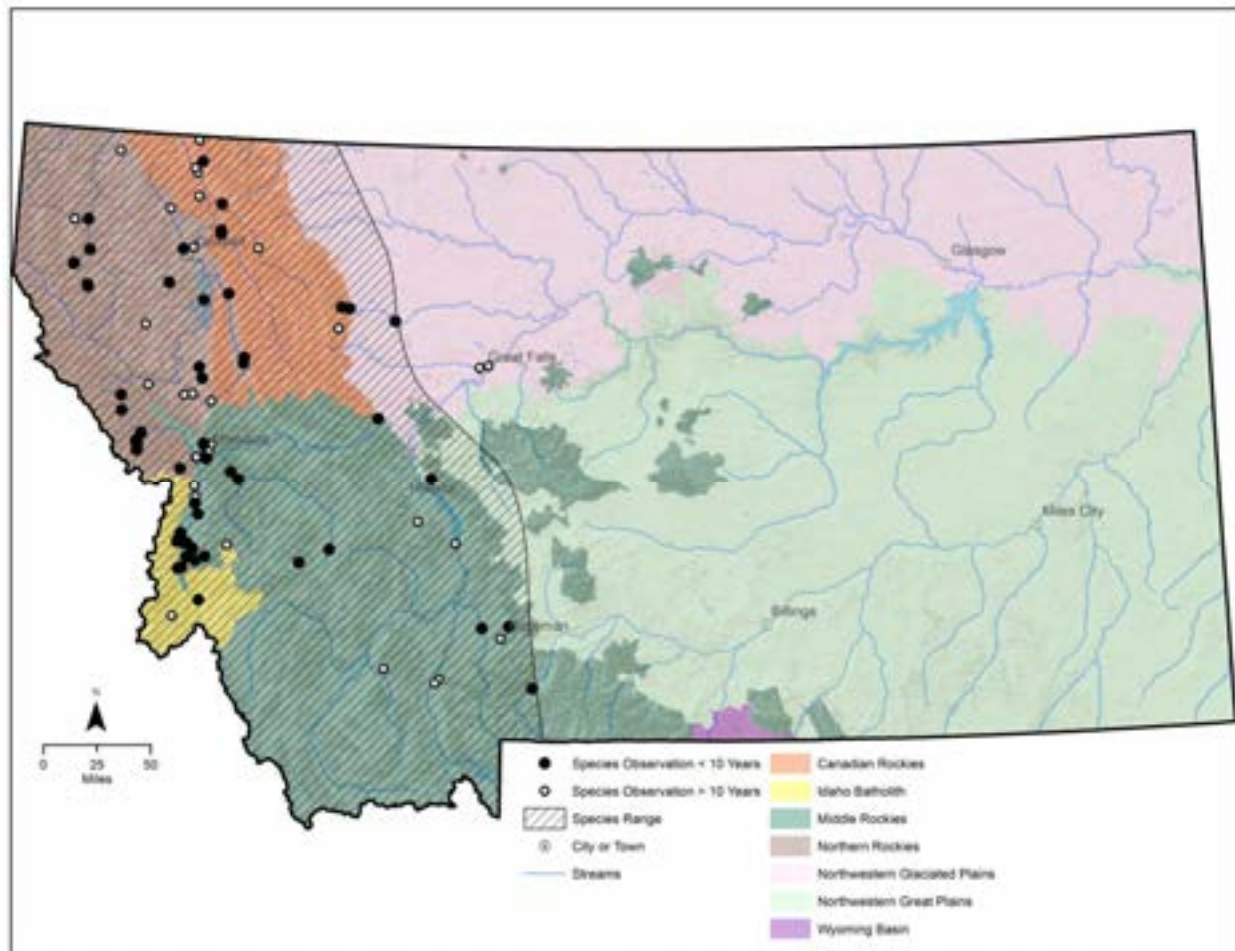 Glasgow
Great Falls
Miles City
Billings
N
0 25 50
Miles
Species Observation < 10 Years
Species Observation > 10 Years
Species Range
City or Town
Streams
Canadian Rockies
Idaho Batholith
Middle Rockies
Northern Rockies
Northwestern Glaciated Plains
Northwestern Great Plains
Wyoming Basin